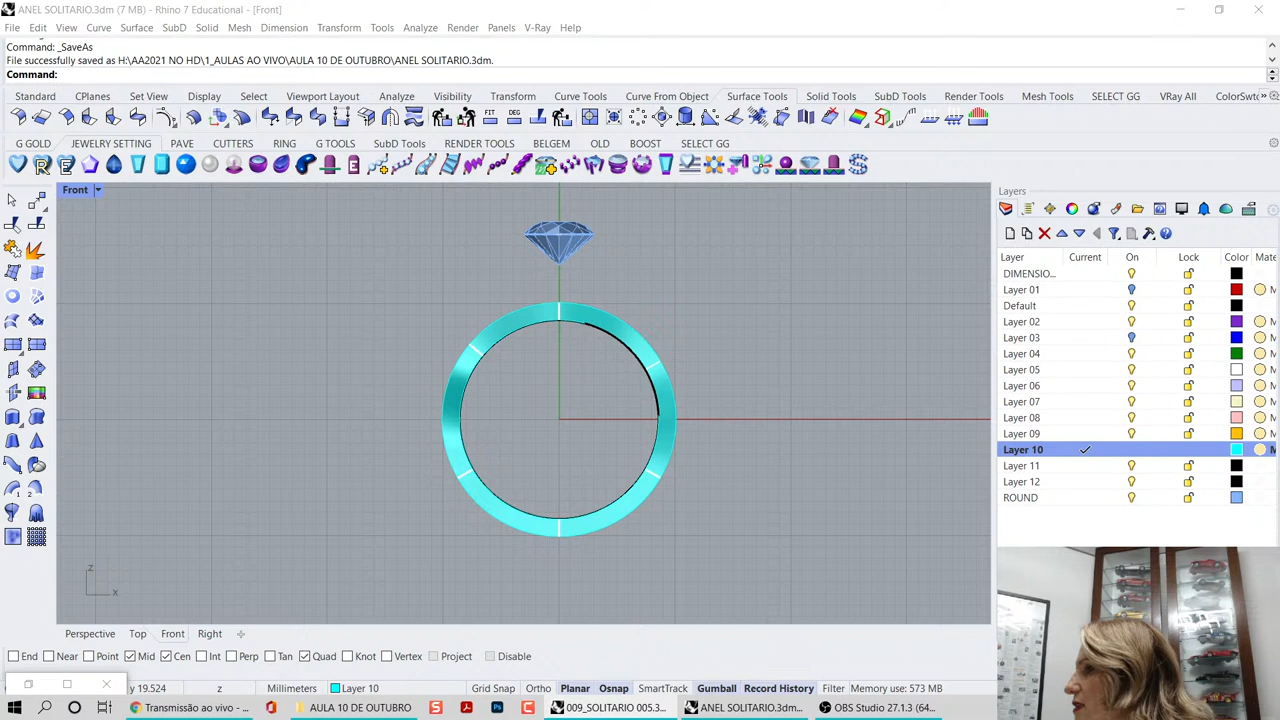 ANEL SOLITARIO.3dm (7 MB) - Rhino 7 Educational - [Front]
File Edit View Curve Surface SubD Solid Mesh Dimension Transform Tools Analyze Render Panels V-Ray Help
Command: _SaveAs
File successfully saved as H:\AA2021 NO HD\1_AULAS AO VIVO\AULA 10 DE OUTUBRO\ANEL SOLITARIO.3dm.
Command:
Standard CPlanes Set View Display Select Viewport Layout Visibility Transform Curve Tools Curve From Object Surface Tools Solid Tools SubD Tools Render Tools Mesh Tools SELECT GG VRay All ColorSwto
FIT DEG
G GOLD JEWELRY SETTING PAVE CUTTERS RING G TOOLS SubD Tools RENDER TOOLS BELGEM OLD BOOST SELECT GG
Front
Layers
Layer Current On Lock Color Mate
DIMENSIO...
Layer 01
Default
Layer 02
Layer 03
Layer 04
Layer 05
Layer 06
Layer 07
Layer 08
Layer 09
Layer 10
Layer 11
Layer 12
ROUND
z
x
Perspective Top Front Right
End Near Point Mid Cen Int Perp Tan Quad Knot Vertex Project Disable
y 19.524 z Millimeters Layer 10 Grid Snap Ortho Planar Osnap SmartTrack Gumball Record History Filter Memory use: 573 MB
Transmissão ao vivo - ... AULA 10 DE OUTUBRO 009_SOLITARIO 005.3... ANEL SOLITARIO.3dm... OBS Studio 27.1.3 (64...